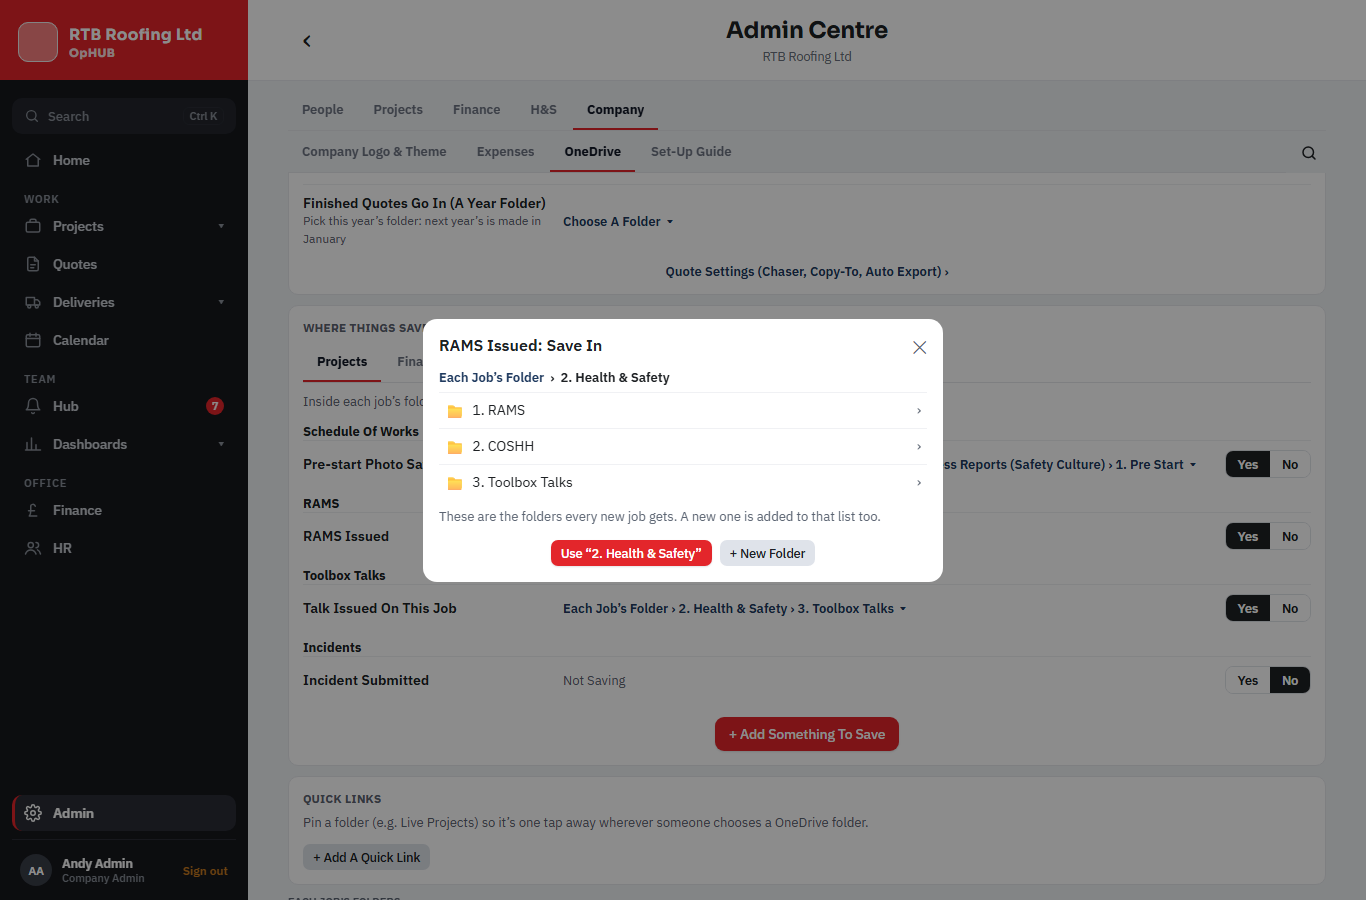 RTB Roofing Ltd
OpHUB
Search
Ctrl K
Home
WORK
Projects
Quotes
Deliveries
Calendar
TEAM
Hub
7
Dashboards
OFFICE
Finance
HR
Admin
AA
Andy Admin
Company Admin
Sign out
Admin Centre
RTB Roofing Ltd
People
Projects
Finance
H&S
Company
Company Logo & Theme
Expenses
OneDrive
Set-Up Guide
Finished Quotes Go In (A Year Folder)
Pick this year’s folder: next year’s is made in
January
Choose A Folder
Quote Settings (Chaser, Copy-To, Auto Export) ›
WHERE THINGS
Projects
Inside each job’s
Schedule Of Works
Pre-start Photo
ss Reports (Safety Culture) › 1. Pre Start
Yes
No
RAMS
RAMS Issued
Yes
No
Toolbox Talks
Talk Issued On This Job
Each Job’s Folder › 2. Health & Safety › 3. Toolbox Talks
Yes
No
Incidents
Incident Submitted
Not Saving
Yes
No
+ Add Something To Save
QUICK LINKS
Pin a folder (e.g. Live Projects) so it’s one tap away wherever someone chooses a OneDrive folder.
+ Add A Quick Link
RAMS Issued: Save In
Each Job’s Folder › 2. Health & Safety
1. RAMS
2. COSHH
3. Toolbox Talks
These are the folders every new job gets. A new one is added to that list too.
Use “2. Health & Safety”
+ New Folder